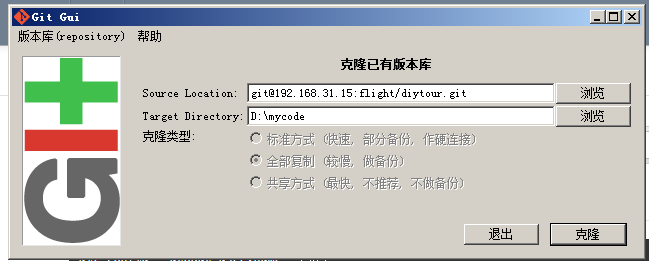 Git Gui
版本库(repository) 帮助
克隆已有版本库
Source Location: git@192.168.31.15:flight/diytour.git 浏览
Target Directory: D:\mycode 浏览
克隆类型:
标准方式 (快速, 部分备份, 作硬连接)
全部复制 (较慢, 做备份)
共享方式 (最快, 不推荐, 不做备份)
git
退出 克隆